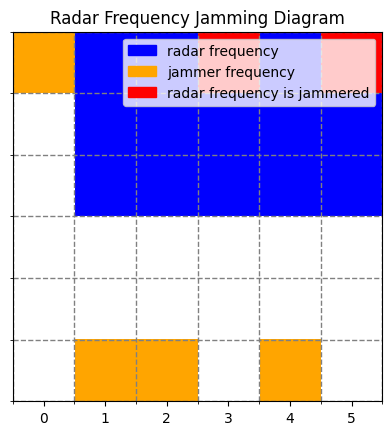 Radar Frequency Jamming Diagram
radar frequency
jammer frequency
radar frequency is jammered
0 1 2 3 4 5